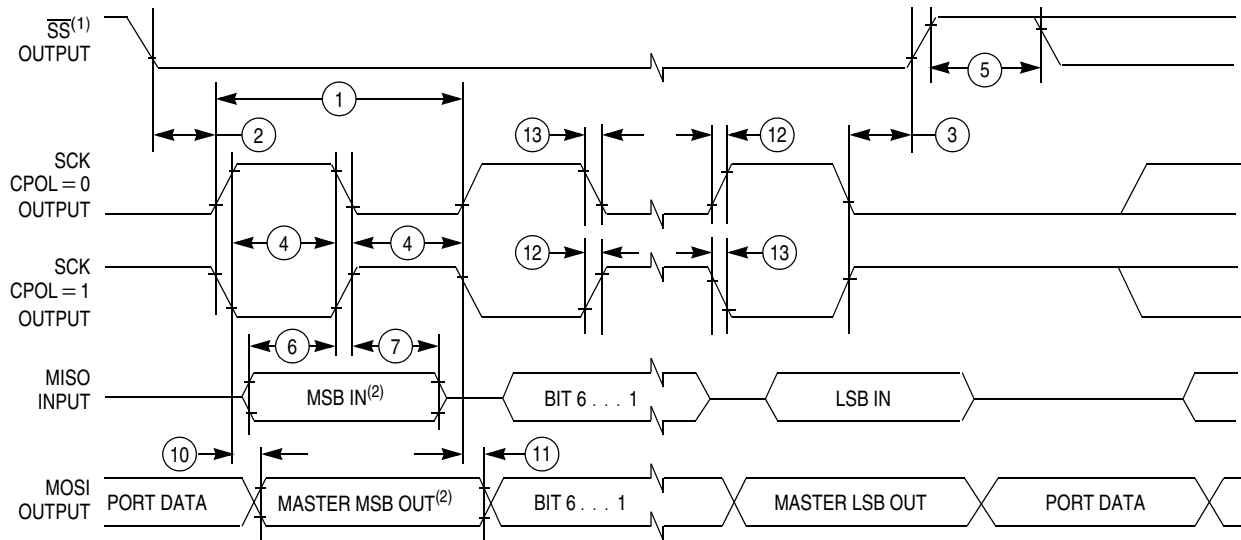 SS(1)
OUTPUT
5
1
2
13
12
3
SCK
CPOL = 0
OUTPUT
4
4
12
13
SCK
CPOL = 1
OUTPUT
6
7
MISO
INPUT
MSB IN(2)
BIT 6 . . . 1
LSB IN
10
11
MOSI
OUTPUT
PORT DATA
MASTER MSB OUT(2)
BIT 6 . . . 1
MASTER LSB OUT
PORT DATA